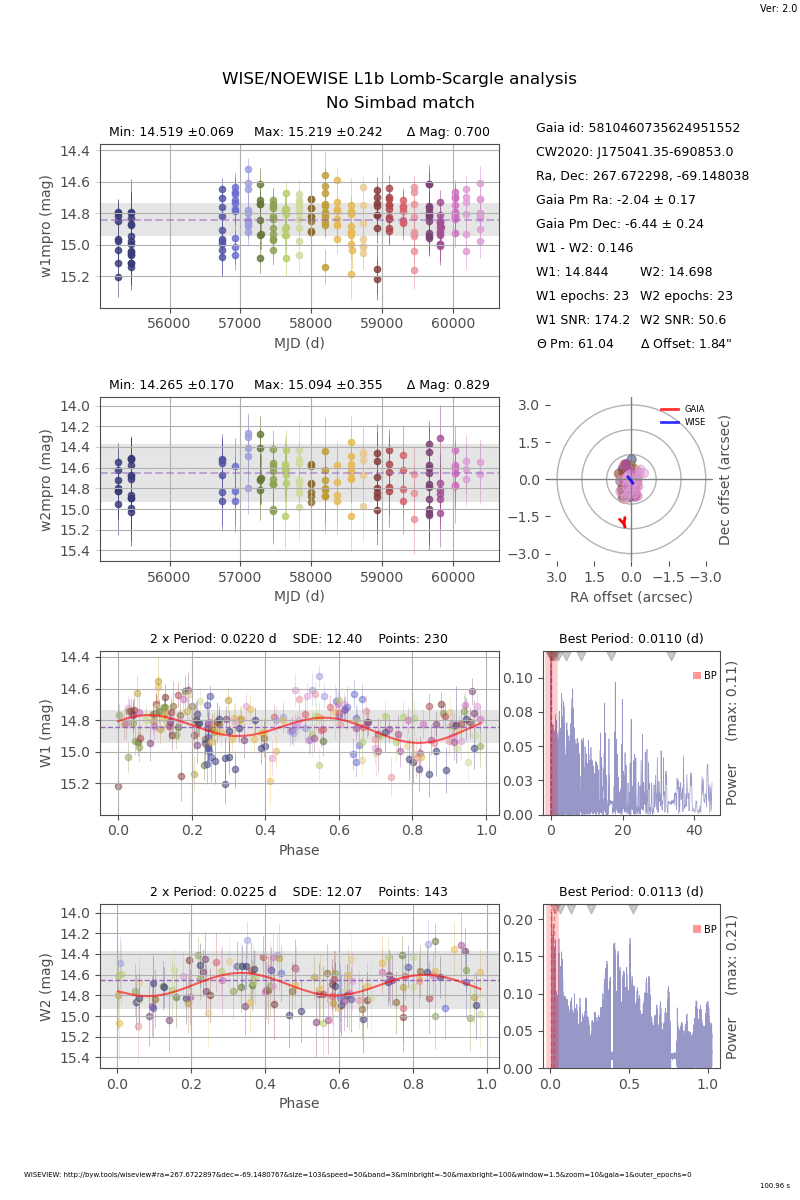 Ver: 2.0
WISE/NOEWISE L1b Lomb-Scargle analysis
No Simbad match
Min: 14.519 ±0.069 Max: 15.219 ±0.242 Δ Mag: 0.700
14.4
14.6
14.8
15.0
15.2
w1mpro (mag)
56000 57000 58000 59000 60000
MJD (d)
Gaia id: 5810460735624951552
CW2020: J175041.35-690853.0
Ra, Dec: 267.672298, -69.148038
Gaia Pm Ra: -2.04 ± 0.17
Gaia Pm Dec: -6.44 ± 0.24
W1 - W2: 0.146
W1: 14.844 W2: 14.698
W1 epochs: 23 W2 epochs: 23
W1 SNR: 174.2 W2 SNR: 50.6
Θ Pm: 61.04 Δ Offset: 1.84"
Min: 14.265 ±0.170 Max: 15.094 ±0.355 Δ Mag: 0.829
14.0
14.2
14.4
14.6
14.8
15.0
15.2
15.4
w2mpro (mag)
56000 57000 58000 59000 60000
MJD (d)
GAIA
WISE
3.0
1.5
0.0
−1.5
−3.0
Dec offset (arcsec)
3.0 1.5 0.0 −1.5 −3.0
RA offset (arcsec)
2 x Period: 0.0220 d SDE: 12.40 Points: 230
14.4
14.6
14.8
15.0
15.2
W1 (mag)
0.0 0.2 0.4 0.6 0.8 1.0
Phase
Best Period: 0.0110 (d)
BP
0.10
0.08
0.05
0.03
0.00
Power (max: 0.11)
0 20 40
2 x Period: 0.0225 d SDE: 12.07 Points: 143
14.0
14.2
14.4
14.6
14.8
15.0
15.2
15.4
W2 (mag)
0.0 0.2 0.4 0.6 0.8 1.0
Phase
Best Period: 0.0113 (d)
BP
0.20
0.15
0.10
0.05
0.00
Power (max: 0.21)
0.0 0.5 1.0
WISEVIEW: http://byw.tools/wiseview#ra=267.6722897&dec=-69.1480767&size=103&speed=50&band=3&minbright=-50&maxbright=100&window=1.5&zoom=10&gaia=1&outer_epochs=0
100.96 s